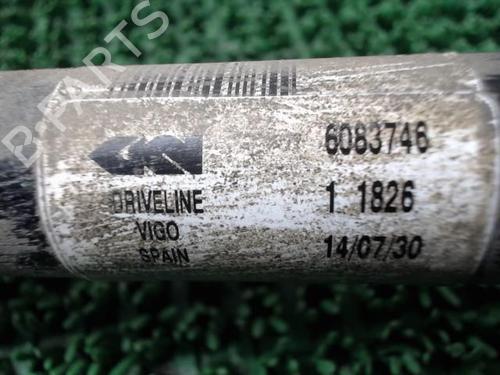 B-PARTS
6083746
DRIVELINE
1 1826
VIGO
14/07/30
SPAIN